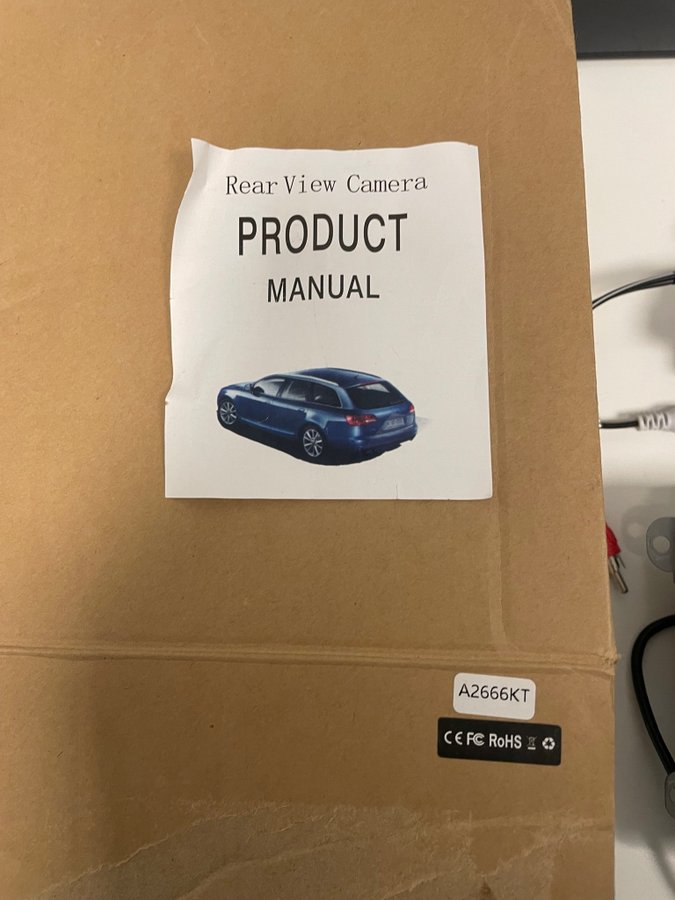 Rear View Camera
PRODUCT
MANUAL
A2666KT
CE FC RoHS